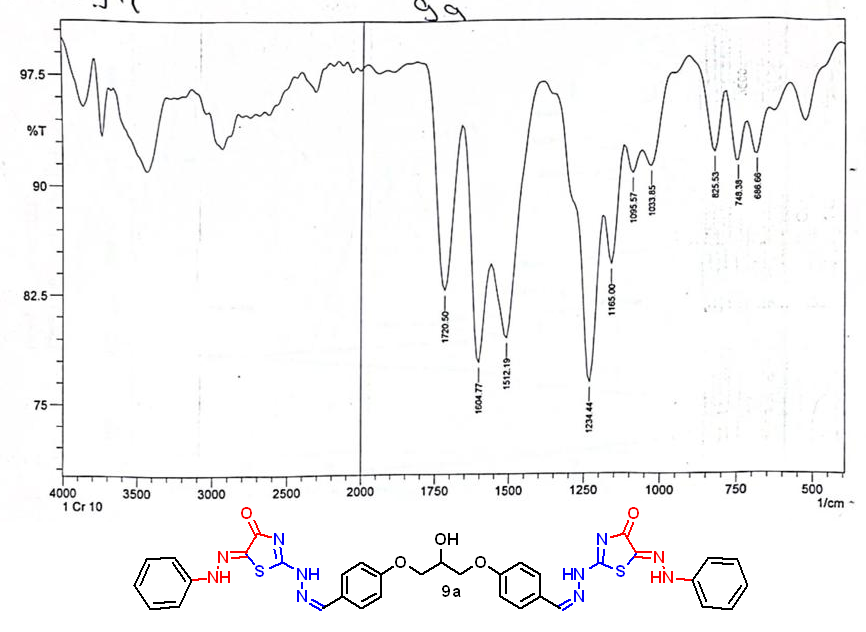 9a
97.5
%T
90
82.5
75
1720.50
1604.77
1512.19
1234.44
1165.00
1095.57
1033.85
825.53
748.38
686.66
4000 3500 3000 2500 2000 1750 1500 1250 1000 750 500
1 Cr 10 1/cm
O O
N OH N
N N
S S
N O O N
H NH HN H
N N
9a